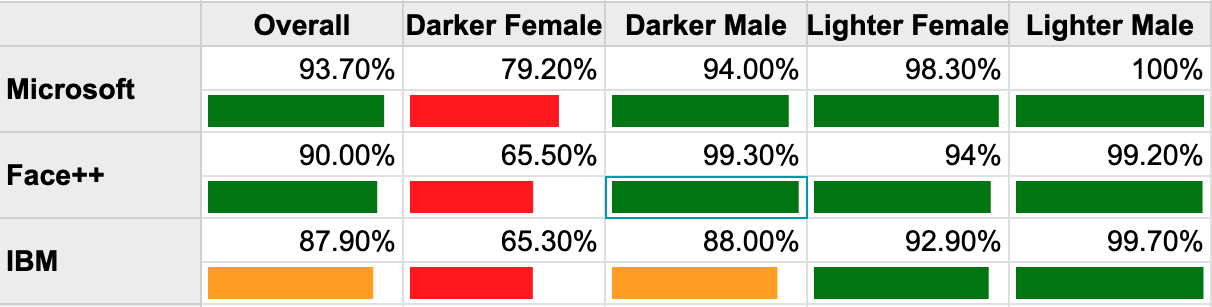 Overall Darker Female Darker Male Lighter Female Lighter Male
Microsoft 93.70% 79.20% 94.00% 98.30% 100%
Face++ 90.00% 65.50% 99.30% 94% 99.20%
IBM 87.90% 65.30% 88.00% 92.90% 99.70%